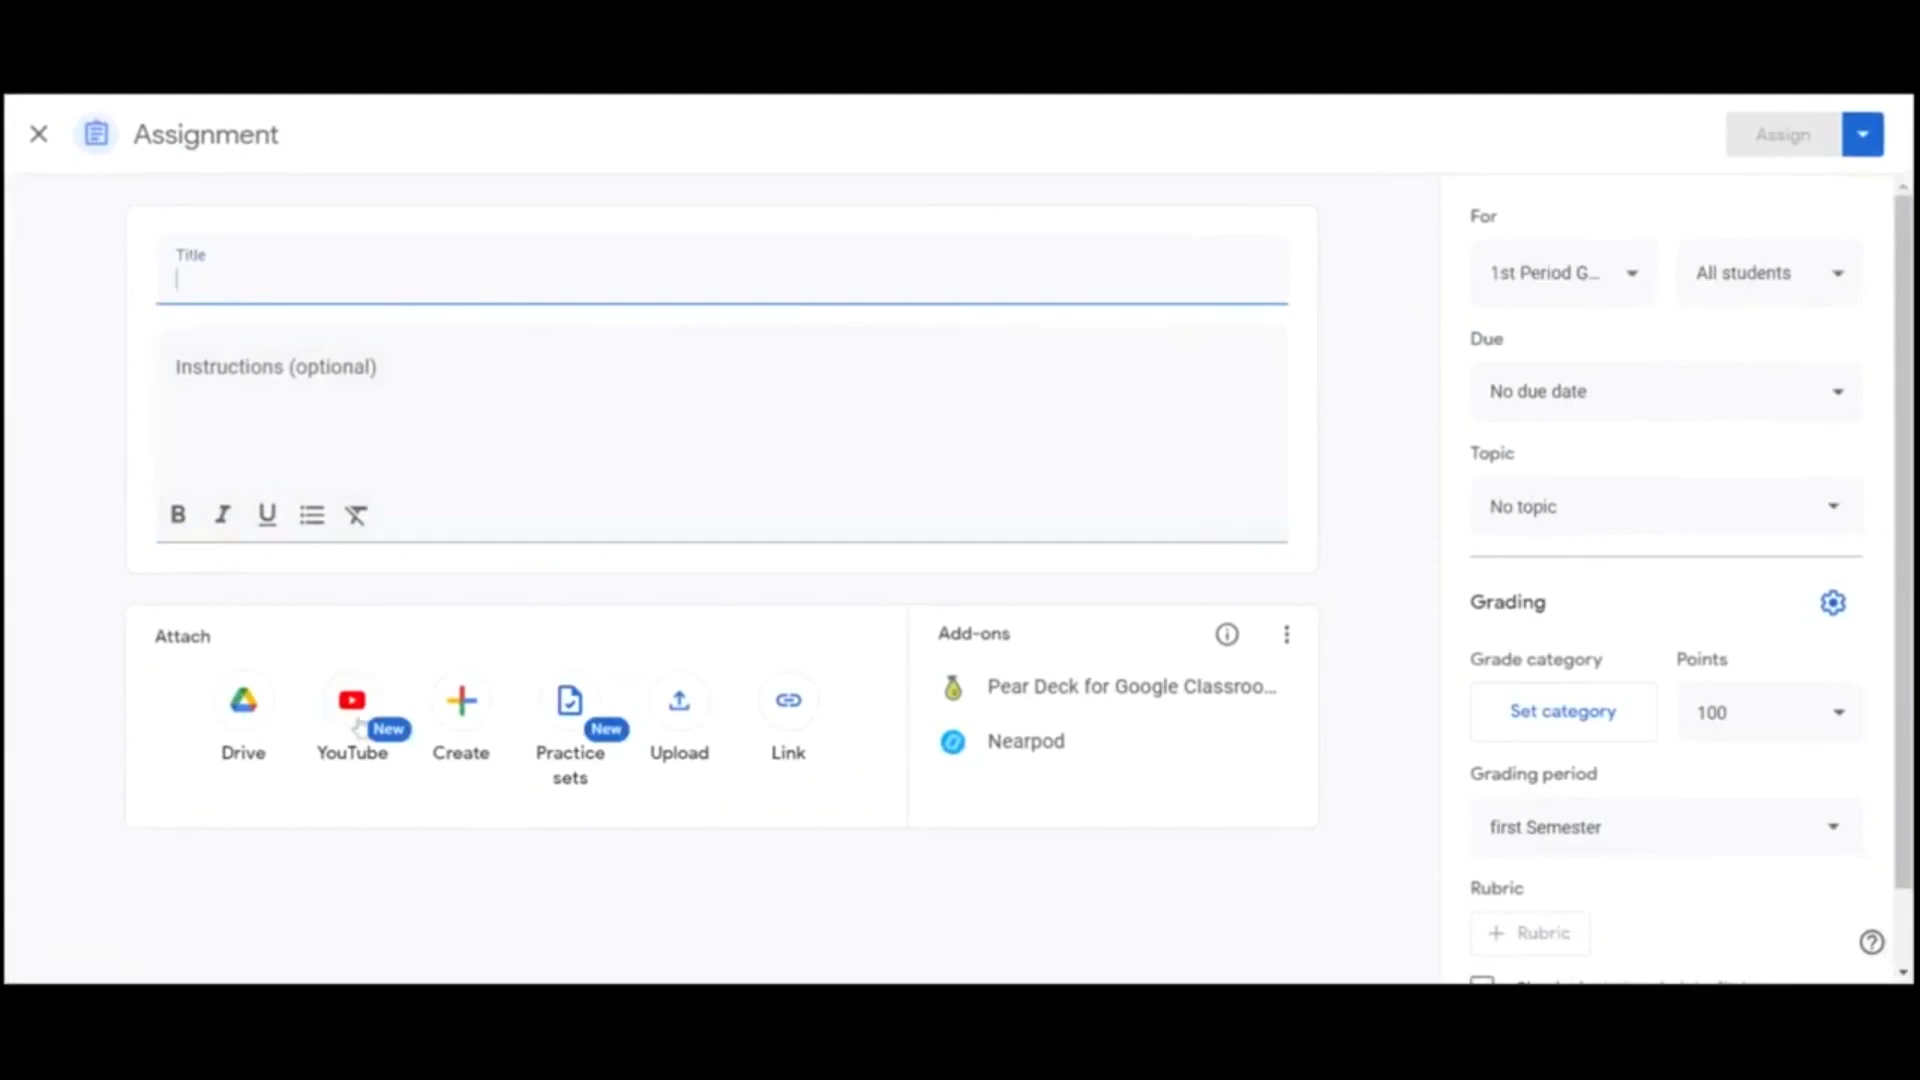 Assignment
Assign
Title
Instructions (optional)
B I U
Attach
Drive
YouTube
New
Create
Practice sets
New
Upload
Link
Add-ons
Pear Deck for Google Classroo...
Nearpod
For
1st Period G...
All students
Due
No due date
Topic
No topic
Grading
Grade category
Points
Set category
100
Grading period
first Semester
Rubric
+ Rubric